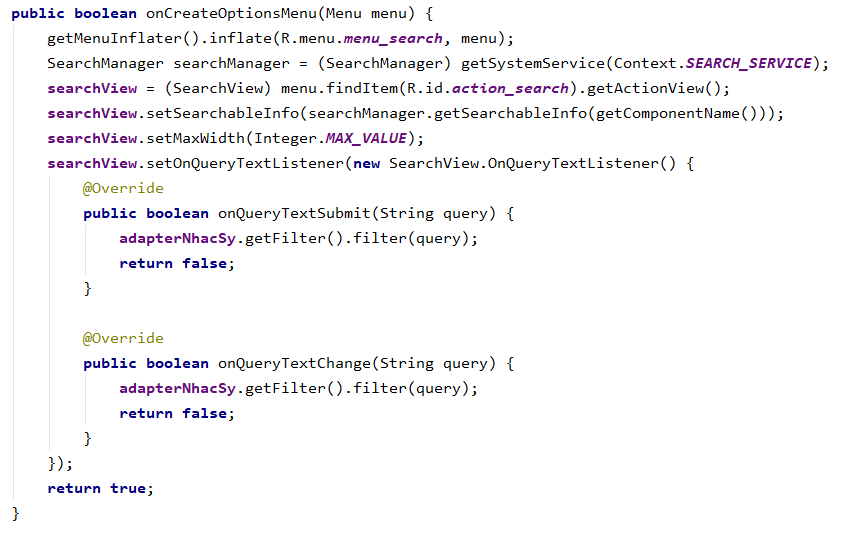 public boolean onCreateOptionsMenu(Menu menu) {
getMenuInflater().inflate(R.menu.menu_search, menu);
SearchManager searchManager = (SearchManager) getSystemService(Context.SEARCH_SERVICE);
searchView = (SearchView) menu.findItem(R.id.action_search).getActionView();
searchView.setSearchableInfo(searchManager.getSearchableInfo(getComponentName()));
searchView.setMaxWidth(Integer.MAX_VALUE);
searchView.setOnQueryTextListener(new SearchView.OnQueryTextListener() {
@Override
public boolean onQueryTextSubmit(String query) {
adapterNhacSy.getFilter().filter(query);
return false;
}
@Override
public boolean onQueryTextChange(String query) {
adapterNhacSy.getFilter().filter(query);
return false;
}
});
return true;
}